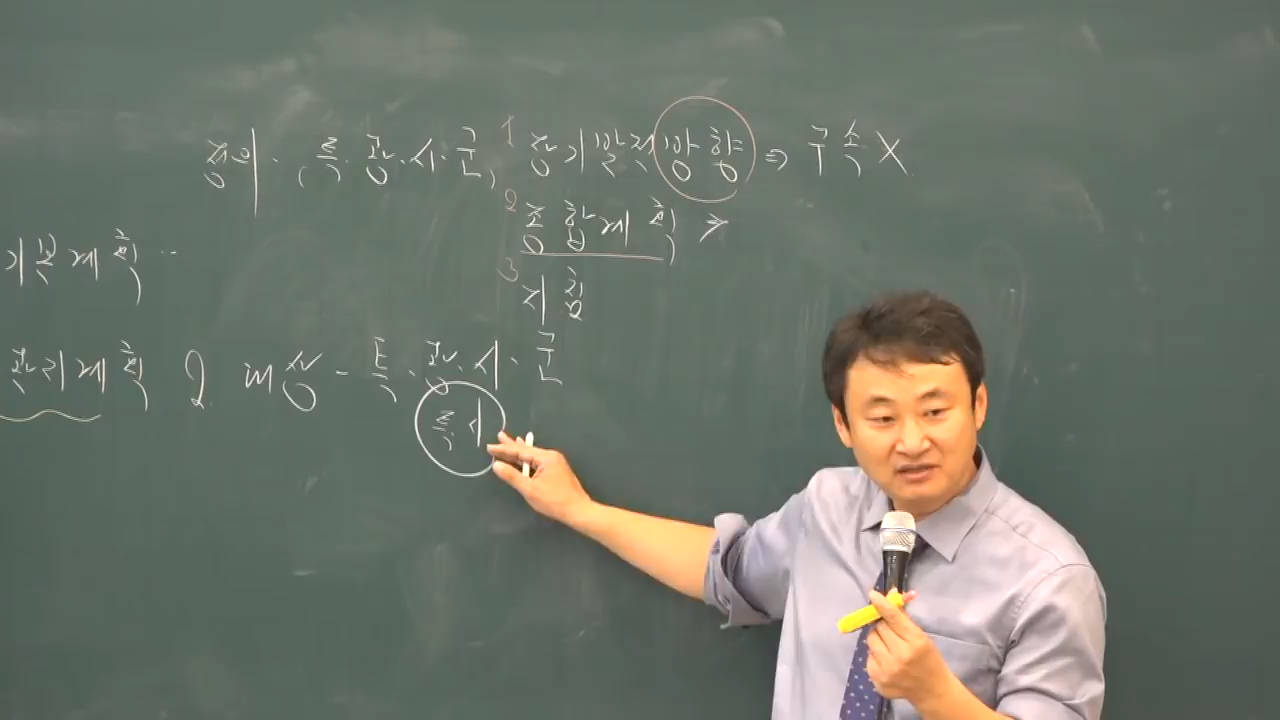 정의. (특.광.시.군) 1 장기발전방향 ⇒ 구속X
2 종합계획 >
기본계획 ..
3 지침
관리계획 2. 대상 - 특.광.시.군
특시